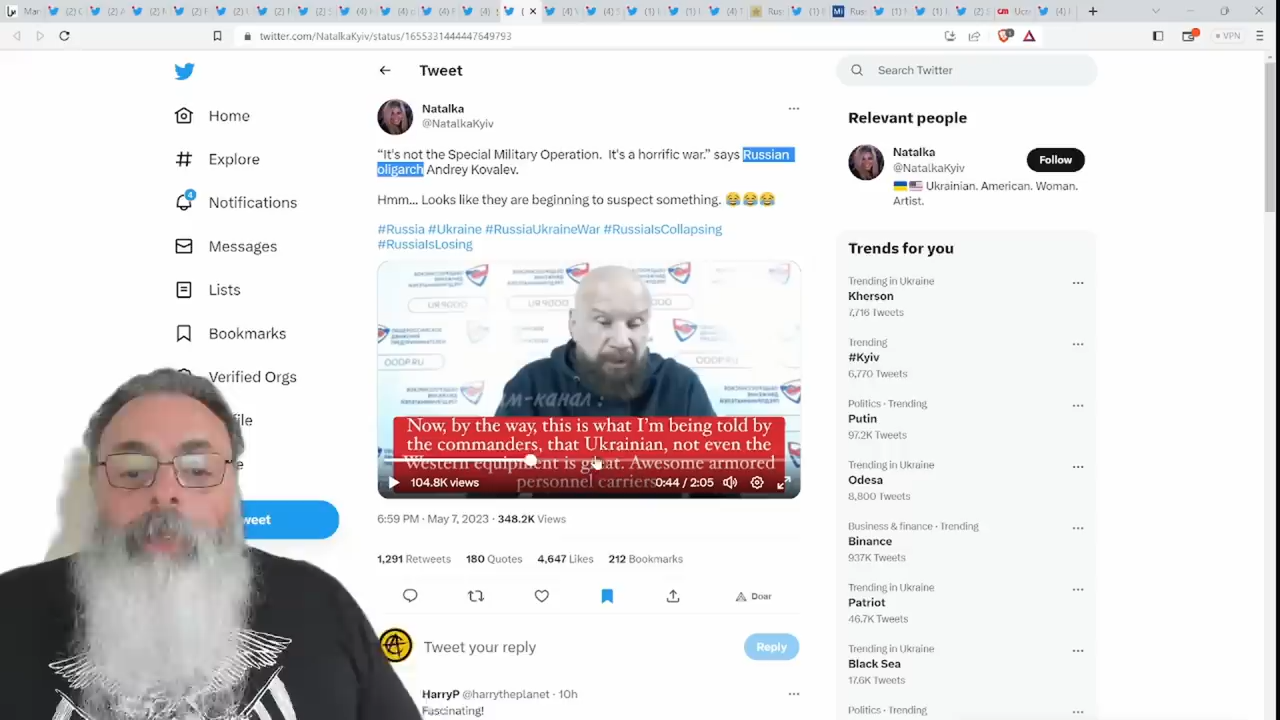 twitter.com/NatalkaKyiv/status/1655331444447649793
VPN
Tweet
Search Twitter
Home
Explore
4
Notifications
Messages
Lists
Bookmarks
Verified Orgs
Natalka
@NatalkaKyiv
“It's not the Special Military Operation. It's a horrific war.” says Russian
oligarch Andrey Kovalev.
Hmm... Looks like they are beginning to suspect something. 😂😂😂
#Russia #Ukraine #RussiaUkraineWar #RussiaIsCollapsing
#RussiaIsLosing
OOOP.RU
Now, by the way, this is what I'm being told by
the commanders, that Ukrainian, not even the
Western equipment is great. Awesome armored
personnel carriers
104.8K views
0:44 / 2:05
6:59 PM · May 7, 2023 · 348.2K Views
1,291 Retweets 180 Quotes 4,647 Likes 212 Bookmarks
Doar
Tweet your reply
Reply
HarryP @harrytheplanet · 10h
Fascinating!
Relevant people
Natalka
@NatalkaKyiv
Follow
🇺🇦🇺🇸 Ukrainian. American. Woman.
Artist.
Trends for you
Trending in Ukraine
Kherson
7,716 Tweets
Trending
#Kyiv
6,770 Tweets
Politics · Trending
Putin
97.2K Tweets
Trending in Ukraine
Odesa
8,800 Tweets
Business & finance · Trending
Binance
937K Tweets
Trending in Ukraine
Patriot
46.7K Tweets
Trending in Ukraine
Black Sea
17.6K Tweets
Politics · Trending